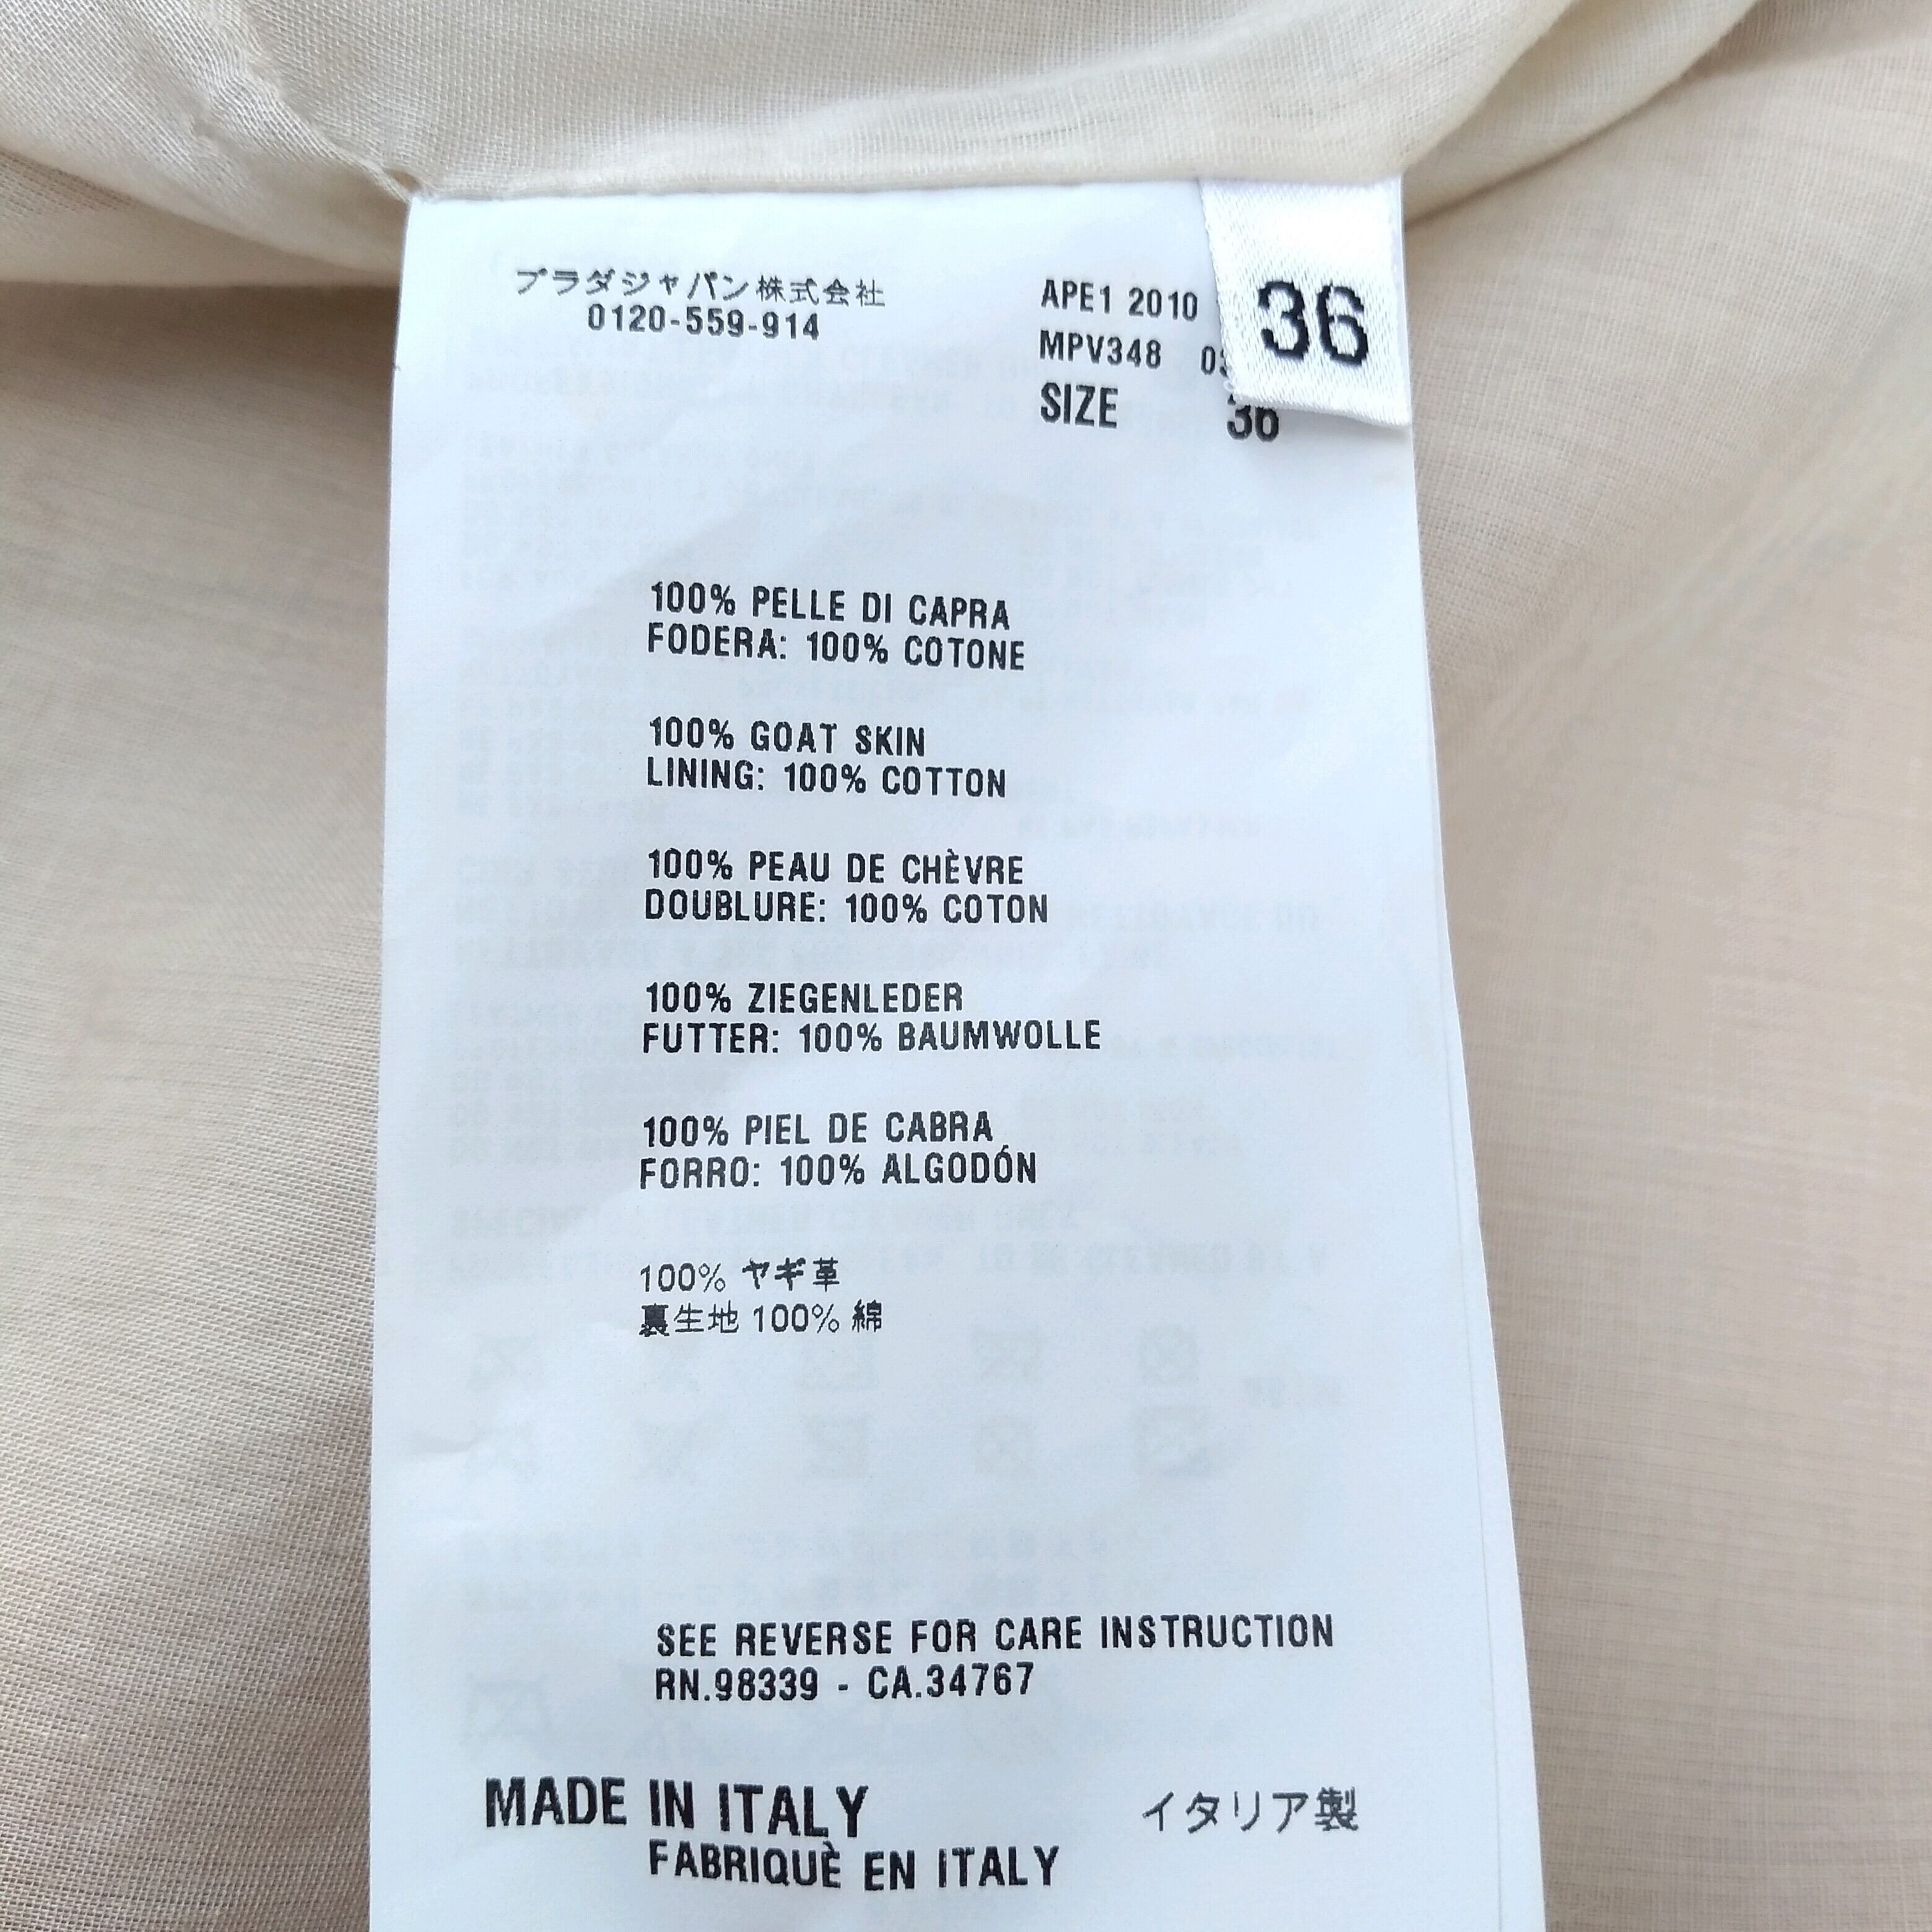 プラダジャパン株式会社
0120-559-914
APE1 2010
MPV348
SIZE 36
36
100% PELLE DI CAPRA
FODERA: 100% COTONE
100% GOAT SKIN
LINING: 100% COTTON
100% PEAU DE CHÈVRE
DOUBLURE: 100% COTON
100% ZIEGENLEDER
FUTTER: 100% BAUMWOLLE
100% PIEL DE CABRA
FORRO: 100% ALGODÓN
100% ヤギ革
裏生地 100% 綿
SEE REVERSE FOR CARE INSTRUCTION
RN.98339 - CA.34767
MADE IN ITALY
イタリア製
FABRIQUÈ EN ITALY